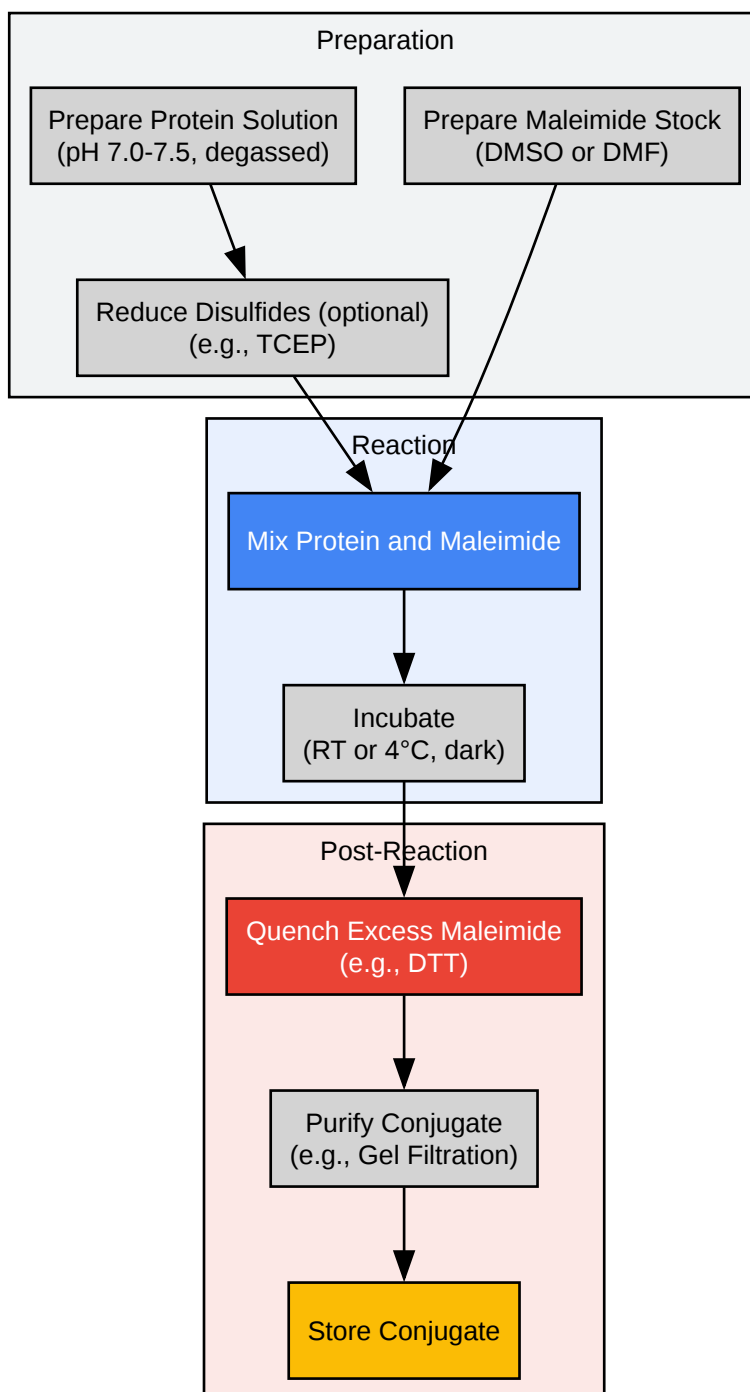 Preparation
Prepare Protein Solution
(pH 7.0-7.5, degassed)
Prepare Maleimide Stock
(DMSO or DMF)
Reduce Disulfides (optional)
(e.g., TCEP)
Reaction
Mix Protein and Maleimide
Incubate
(RT or 4°C, dark)
Post-Reaction
Quench Excess Maleimide
(e.g., DTT)
Purify Conjugate
(e.g., Gel Filtration)
Store Conjugate